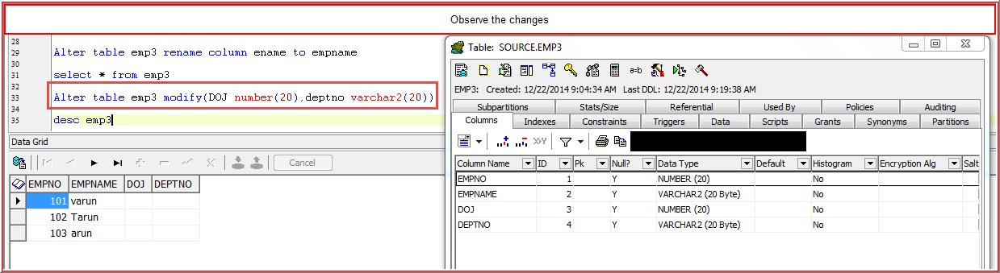 Observe the changes
28
29 Alter table emp3 rename column ename to empname
30
31 select * from emp3
32
33 Alter table emp3 modify(DOJ number(20),deptno varchar2(20))
34
35 desc emp3
Data Grid
Cancel
EMPNO EMPNAME DOJ DEPTNO
101 varun
102 Tarun
103 arun
Table: SOURCE.EMP3
a=b
EMP3: Created: 12/22/2014 9:04:34 AM Last DDL: 12/22/2014 9:19:38 AM
Subpartitions Stats/Size Referential Used By Policies Auditing
Columns Indexes Constraints Triggers Data Scripts Grants Synonyms Partitions
X↔Y
Column Name ID Pk Null? Data Type Default Histogram Encryption Alg Salt
EMPNO 1 Y NUMBER (20) No
EMPNAME 2 Y VARCHAR2 (20 Byte) No
DOJ 3 Y NUMBER (20) No
DEPTNO 4 Y VARCHAR2 (20 Byte) No